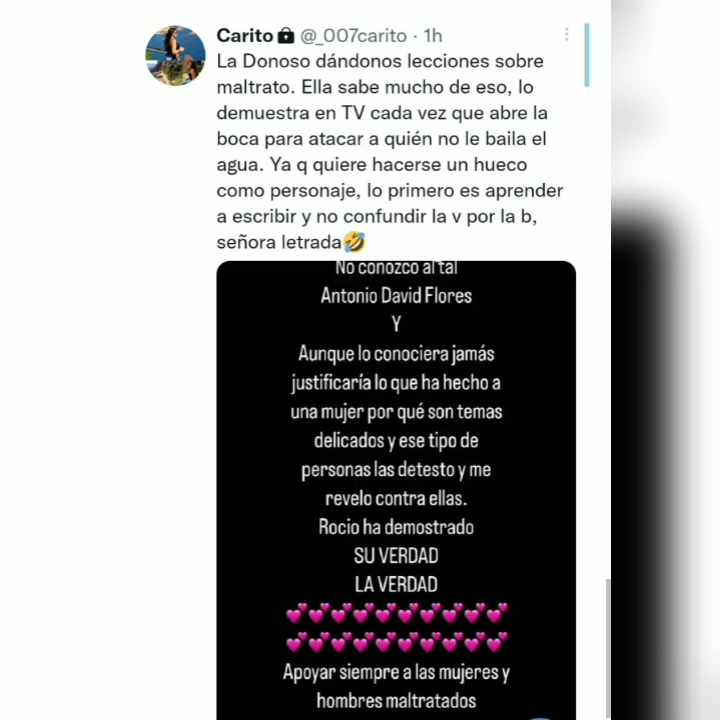 Carito🔒 @_007carito · 1h
La Donoso dándonos lecciones sobre
maltrato. Ella sabe mucho de eso, lo
demuestra en TV cada vez que abre la
boca para atacar a quién no le baila el
agua. Ya q quiere hacerse un hueco
como personaje, lo primero es aprender
a escribir y no confundir la v por la b,
señora letrada🤣
No conozco al tal
Antonio David Flores
Y
Aunque lo conociera jamás
justificaría lo que ha hecho a
una mujer por qué son temas
delicados y ese tipo de
personas las detesto y me
revelo contra ellas.
Rocio ha demostrado
SU VERDAD
LA VERDAD
💕💕💕💕💕💕💕💕💕💕
💕💕💕💕💕💕💕💕💕💕
Apoyar siempre a las mujeres y
hombres maltratados